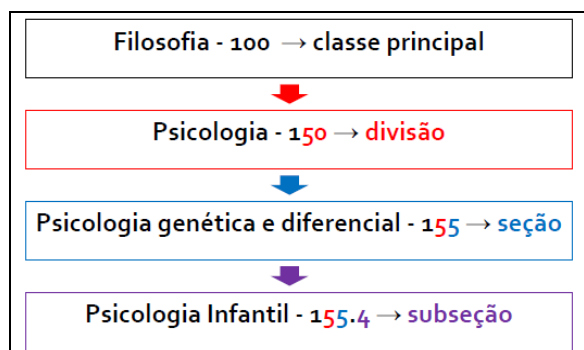 Filosofia - 100 → classe principal
Psicologia - 150 → divisão
Psicologia genética e diferencial - 155 → seção
Psicologia Infantil - 155.4 → subseção